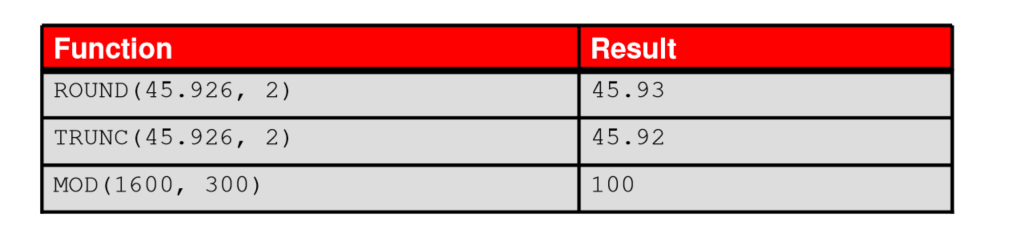 Function Result
ROUND(45.926, 2) 45.93
TRUNC(45.926, 2) 45.92
MOD(1600, 300) 100